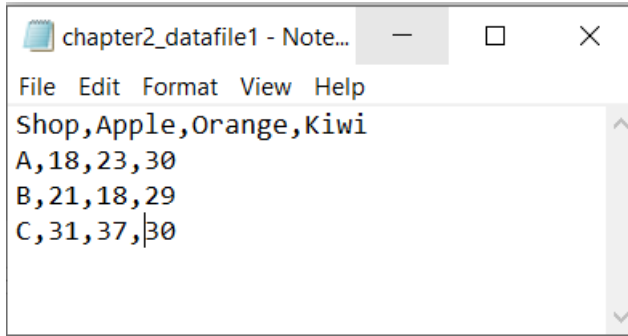 chapter2_datafile1 - Note...
File Edit Format View Help
Shop,Apple,Orange,Kiwi
A,18,23,30
B,21,18,29
C,31,37,30